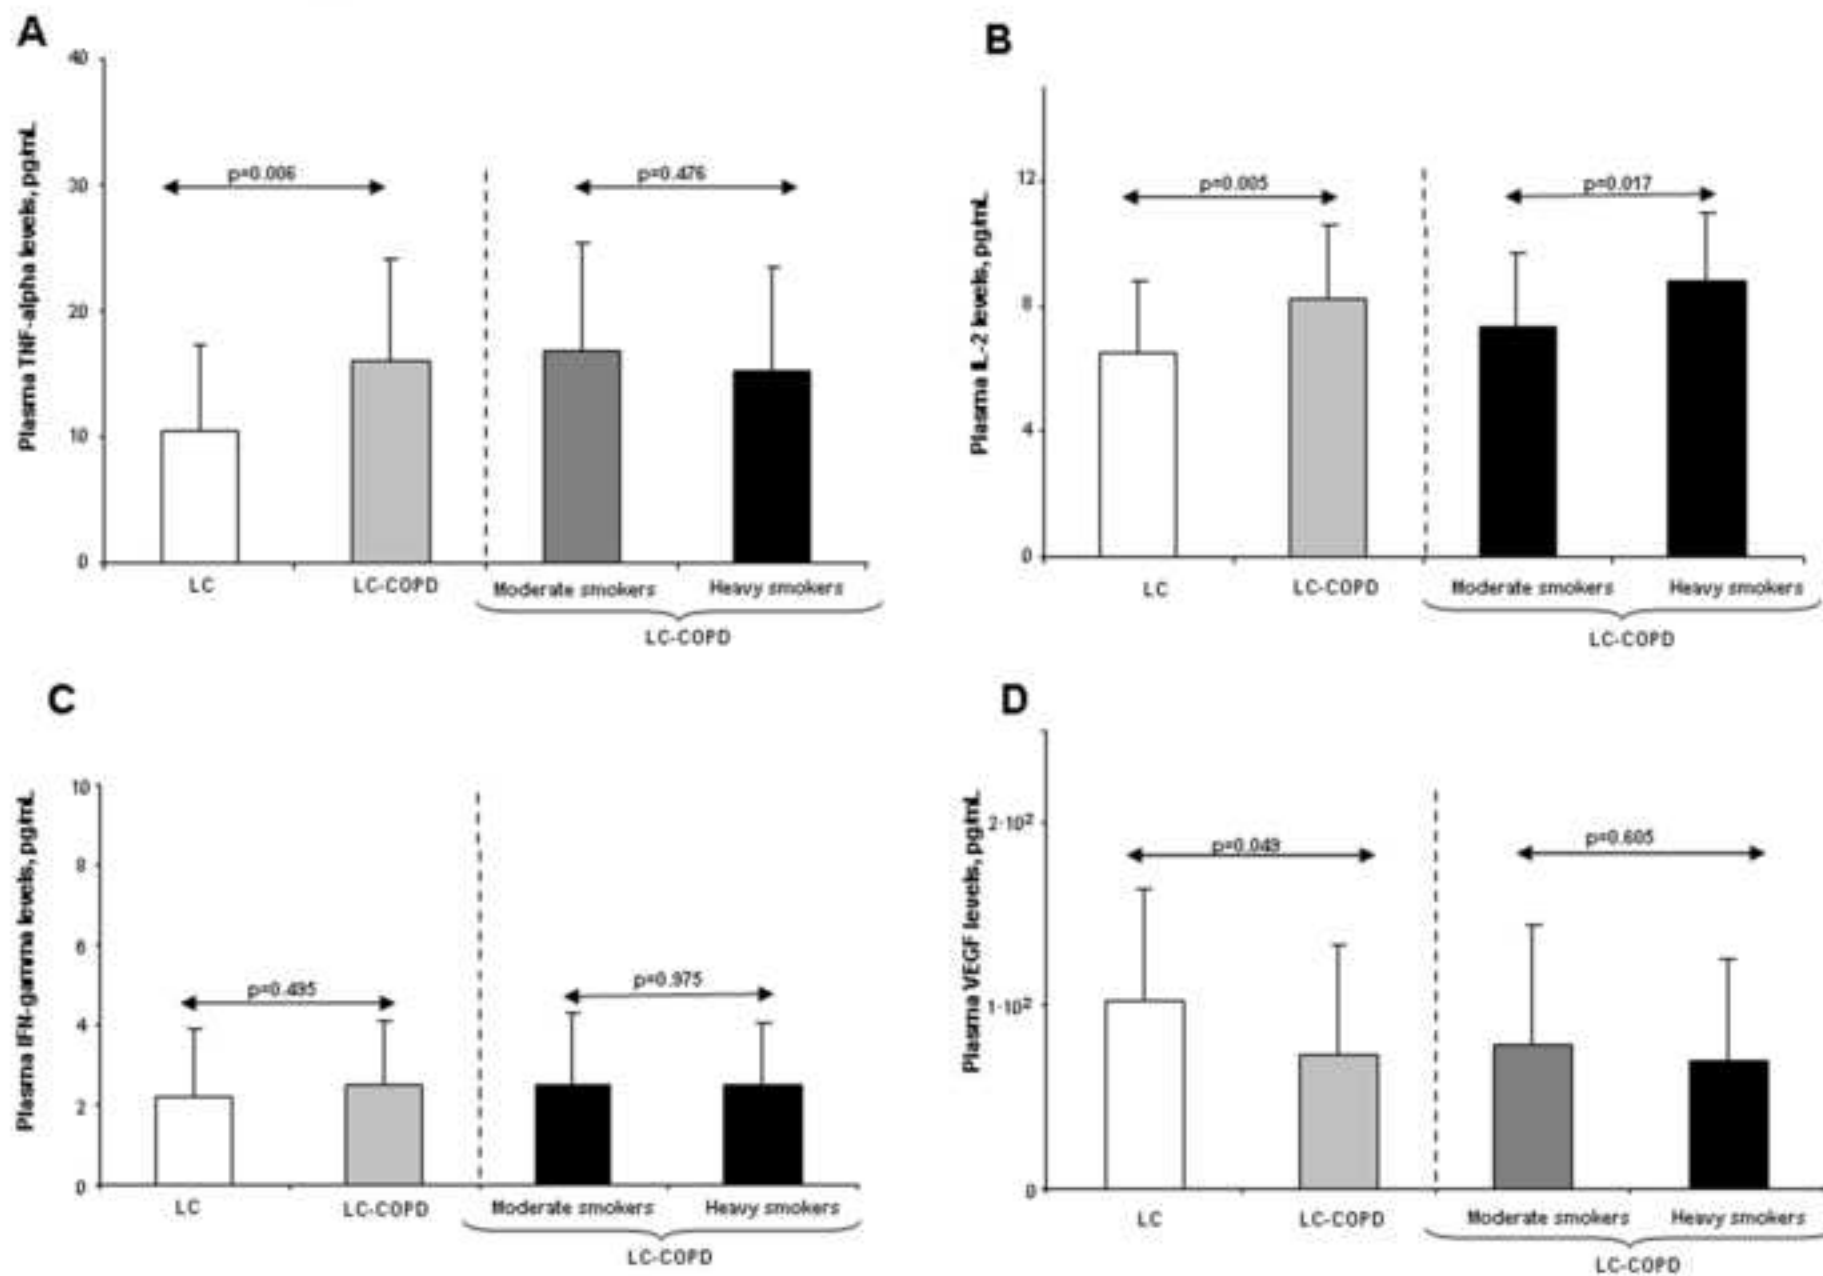 A
Plasma TNF-alpha levels, pg/mL
40
30
20
10
0
p=0.006
p=0.476
LC
LC-COPD
Moderate smokers
Heavy smokers
LC-COPD
B
Plasma IL-2 levels, pg/mL
12
8
4
0
p=0.005
p=0.017
LC
LC-COPD
Moderate smokers
Heavy smokers
LC-COPD
C
Plasma IFN-gamma levels, pg/mL
10
8
6
4
2
0
p=0.495
p=0.975
LC
LC-COPD
Moderate smokers
Heavy smokers
LC-COPD
D
Plasma VEGF levels, pg/mL
2·10²
1·10²
0
p=0.049
p=0.605
LC
LC-COPD
Moderate smokers
Heavy smokers
LC-COPD